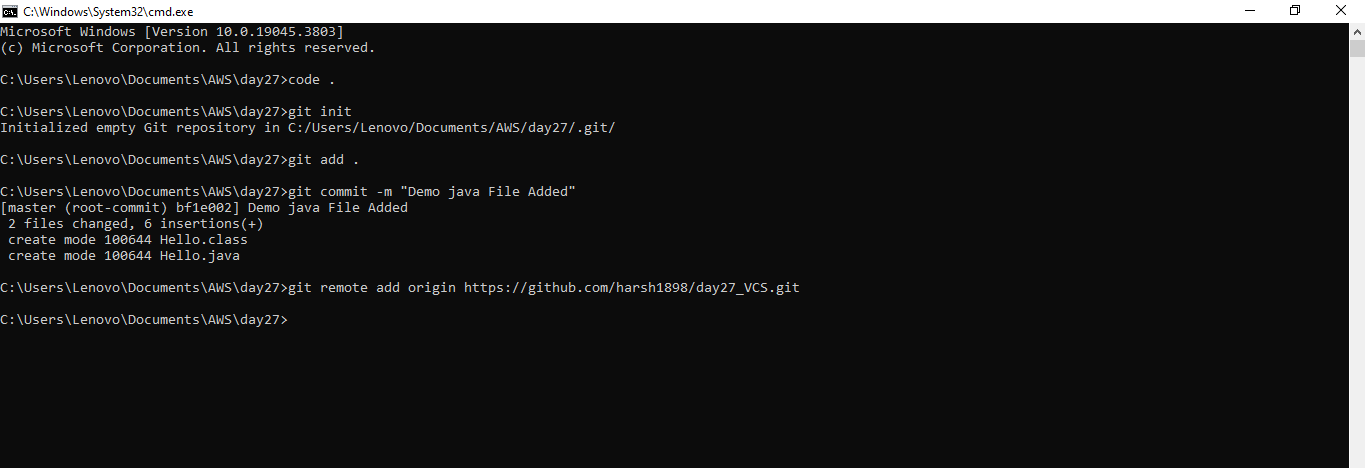 C:\Windows\System32\cmd.exe
Microsoft Windows [Version 10.0.19045.3803]
(c) Microsoft Corporation. All rights reserved.
C:\Users\Lenovo\Documents\AWS\day27>code .
C:\Users\Lenovo\Documents\AWS\day27>git init
Initialized empty Git repository in C:/Users/Lenovo/Documents/AWS/day27/.git/
C:\Users\Lenovo\Documents\AWS\day27>git add .
C:\Users\Lenovo\Documents\AWS\day27>git commit -m "Demo java File Added"
[master (root-commit) bf1e002] Demo java File Added
 2 files changed, 6 insertions(+)
 create mode 100644 Hello.class
 create mode 100644 Hello.java
C:\Users\Lenovo\Documents\AWS\day27>git remote add origin https://github.com/harsh1898/day27_VCS.git
C:\Users\Lenovo\Documents\AWS\day27>